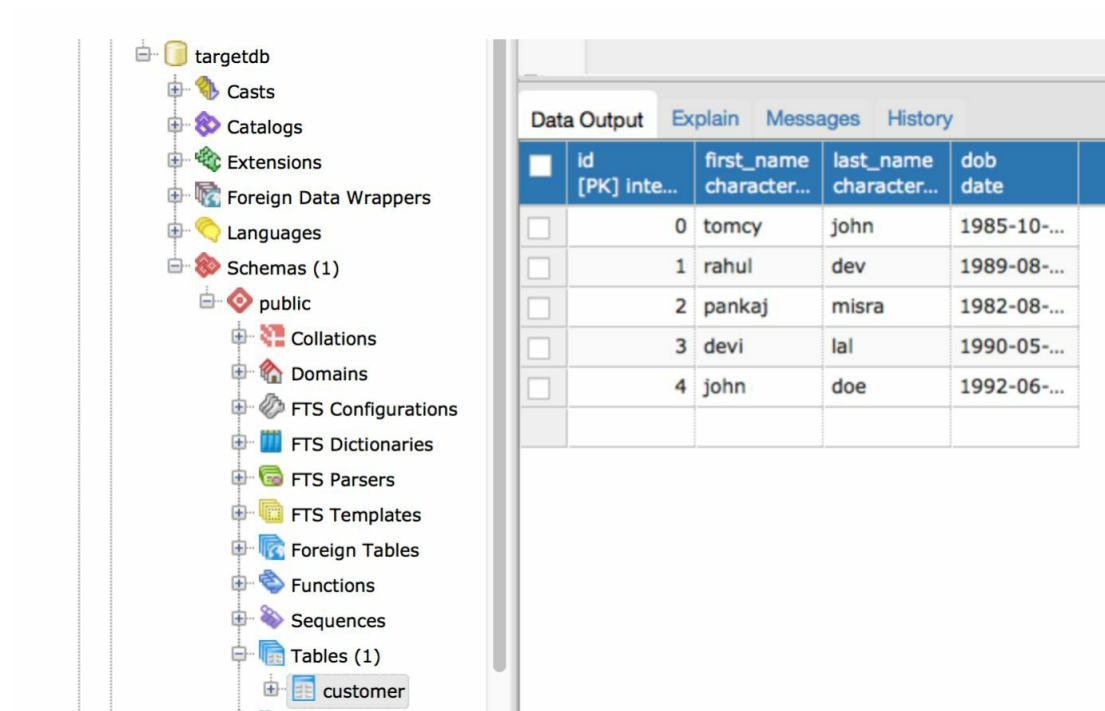 targetdb
Casts
Catalogs
Extensions
Foreign Data Wrappers
Languages
Schemas (1)
public
Collations
Domains
FTS Configurations
FTS Dictionaries
FTS Parsers
FTS Templates
Foreign Tables
Functions
Sequences
Tables (1)
customer
Data Output Explain Messages History
id first_name last_name dob
[PK] inte... character... character... date
0 tomcy john 1985-10-...
1 rahul dev 1989-08-...
2 pankaj misra 1982-08-...
3 devi lal 1990-05-...
4 john doe 1992-06-...